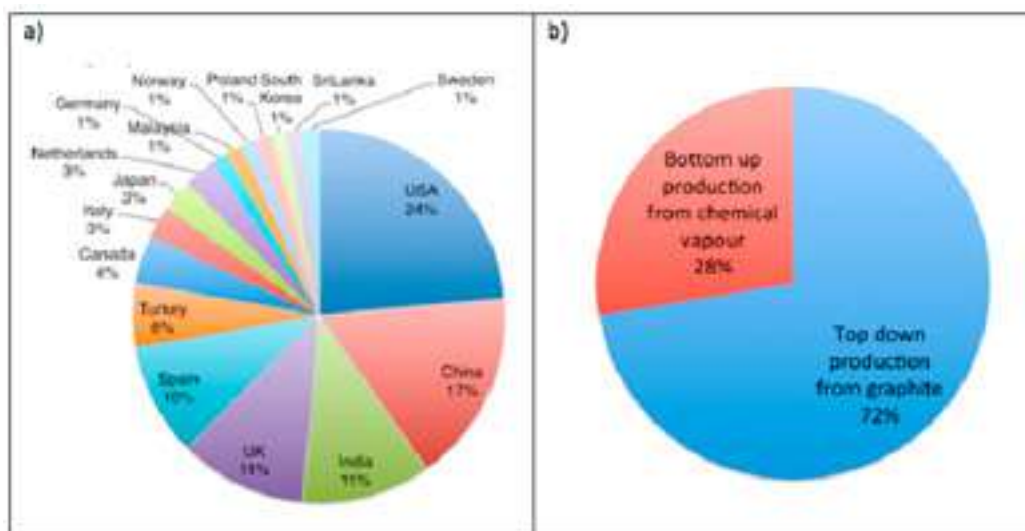 a)
Norway
1%
Poland
1%
South
Korea
1%
SriLanka
1%
Sweden
1%
Germany
1%
Malaysia
1%
Netherlands
3%
Japan
Italy
3%
Canada
4%
Turkey
Spain
10%
UK
11%
India
11%
China
17%
USA
24%
b)
Bottom up
production
from chemical
vapour
28%
Top down
production
from graphite
72%